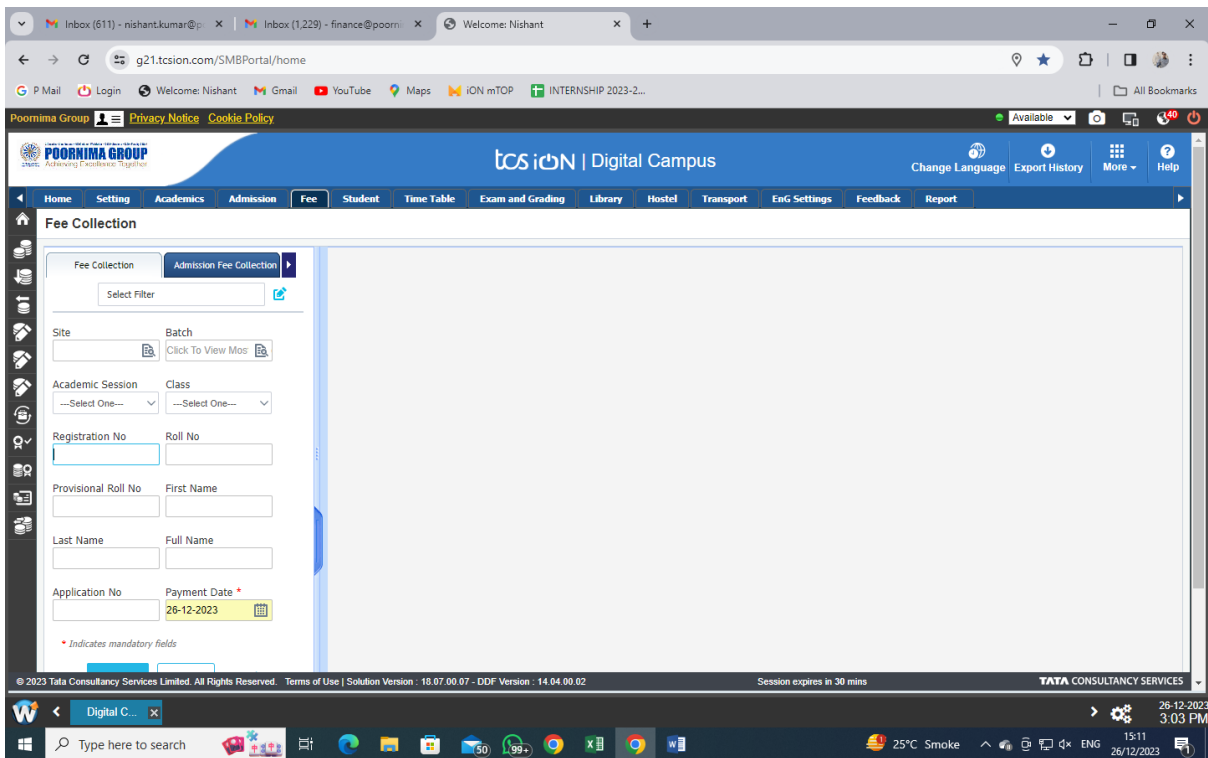 Inbox (611) - nishant.kumar@p
Inbox (1,229) - finance@poorni
Welcome: Nishant
g21.tcsion.com/SMBPortal/home
P Mail Login Welcome: Nishant Gmail YouTube Maps iON mTOP INTERNSHIP 2023-2... All Bookmarks
Poornima Group Privacy Notice Cookie Policy Available 40
POORNIMA GROUP
Achieving Excellence Together
tcs iON | Digital Campus
Change Language Export History More Help
Home Setting Academics Admission Fee Student Time Table Exam and Grading Library Hostel Transport EnG Settings Feedback Report
Fee Collection
Fee Collection Admission Fee Collection
Select Filter
Site Batch
Click To View Mos
Academic Session Class
---Select One--- ---Select One---
Registration No Roll No
Provisional Roll No First Name
Last Name Full Name
Application No Payment Date *
26-12-2023
* Indicates mandatory fields
© 2023 Tata Consultancy Services Limited. All Rights Reserved. Terms of Use | Solution Version : 18.07.00.07 - DDF Version : 14.04.00.02 Session expires in 30 mins TATA CONSULTANCY SERVICES
Digital C...
26-12-2023
3:03 PM
Type here to search 50 99+ 25°C Smoke ENG
15:11
26/12/2023
1